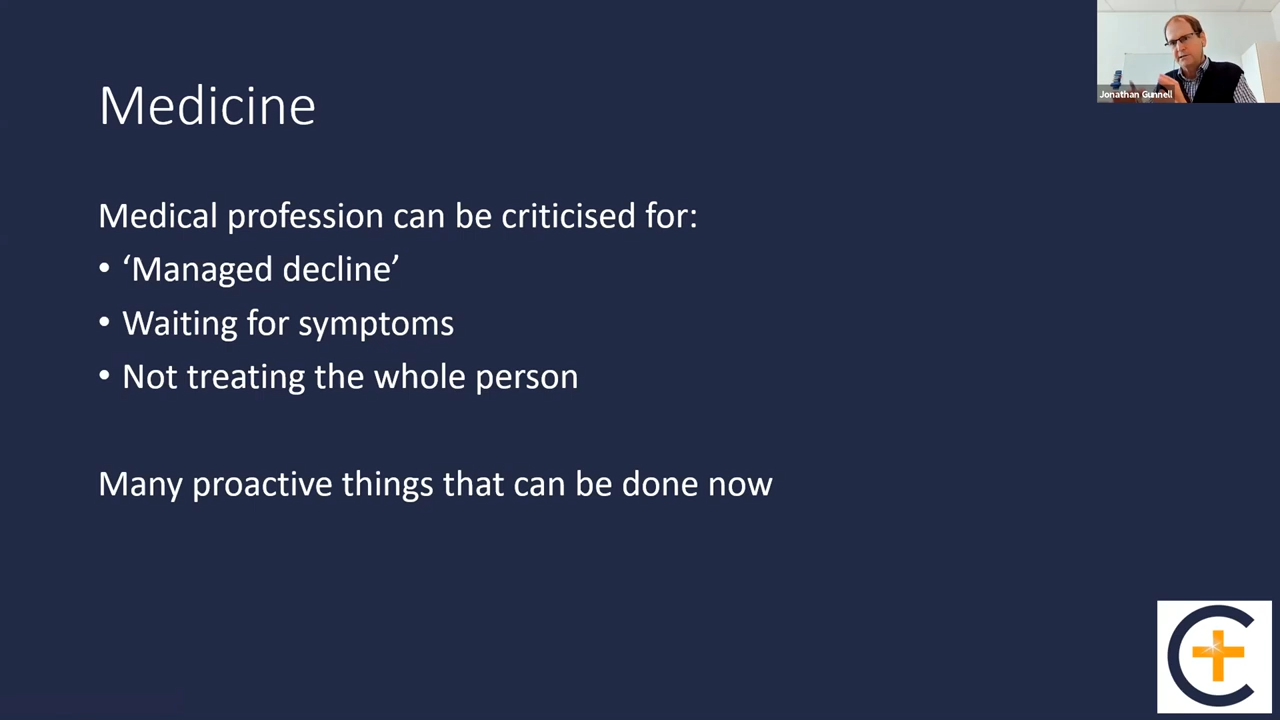 Medicine
Jonathan Gunnell
Medical profession can be criticised for:
• ‘Managed decline’
• Waiting for symptoms
• Not treating the whole person
Many proactive things that can be done now